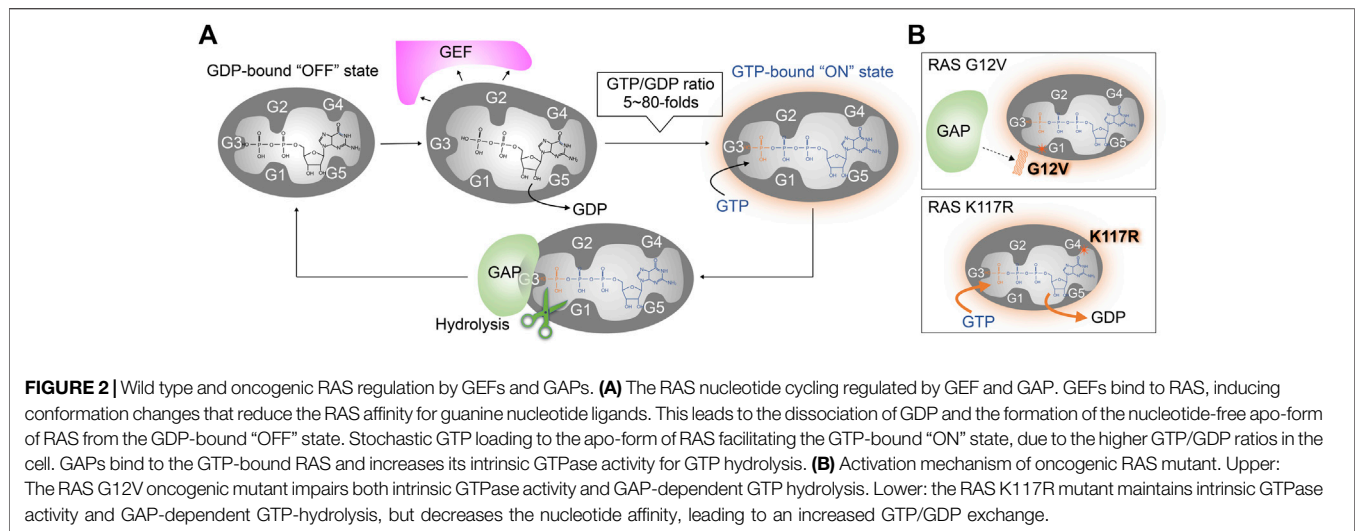 A
GEF
GDP-bound "OFF" state
G2
G4
G3
G1
G5
G2
G4
G3
G1
G5
GDP
GTP/GDP ratio
5~80-folds
GTP-bound "ON" state
G2
G4
G3
G1
G5
GTP
GAP
G3
G2
G4
G1
G5
Hydrolysis
B
RAS G12V
GAP
G2
G4
G3
G1
G5
G12V
RAS K117R
G2
G4
K117R
G3
G1
G5
GTP
GDP
FIGURE 2 | Wild type and oncogenic RAS regulation by GEFs and GAPs. (A) The RAS nucleotide cycling regulated by GEF and GAP. GEFs bind to RAS, inducing
conformation changes that reduce the RAS affinity for guanine nucleotide ligands. This leads to the dissociation of GDP and the formation of the nucleotide-free apo-form
of RAS from the GDP-bound "OFF" state. Stochastic GTP loading to the apo-form of RAS facilitating the GTP-bound "ON" state, due to the higher GTP/GDP ratios in the
cell. GAPs bind to the GTP-bound RAS and increases its intrinsic GTPase activity for GTP hydrolysis. (B) Activation mechanism of oncogenic RAS mutant. Upper:
The RAS G12V oncogenic mutant impairs both intrinsic GTPase activity and GAP-dependent GTP hydrolysis. Lower: the RAS K117R mutant maintains intrinsic GTPase
activity and GAP-dependent GTP-hydrolysis, but decreases the nucleotide affinity, leading to an increased GTP/GDP exchange.